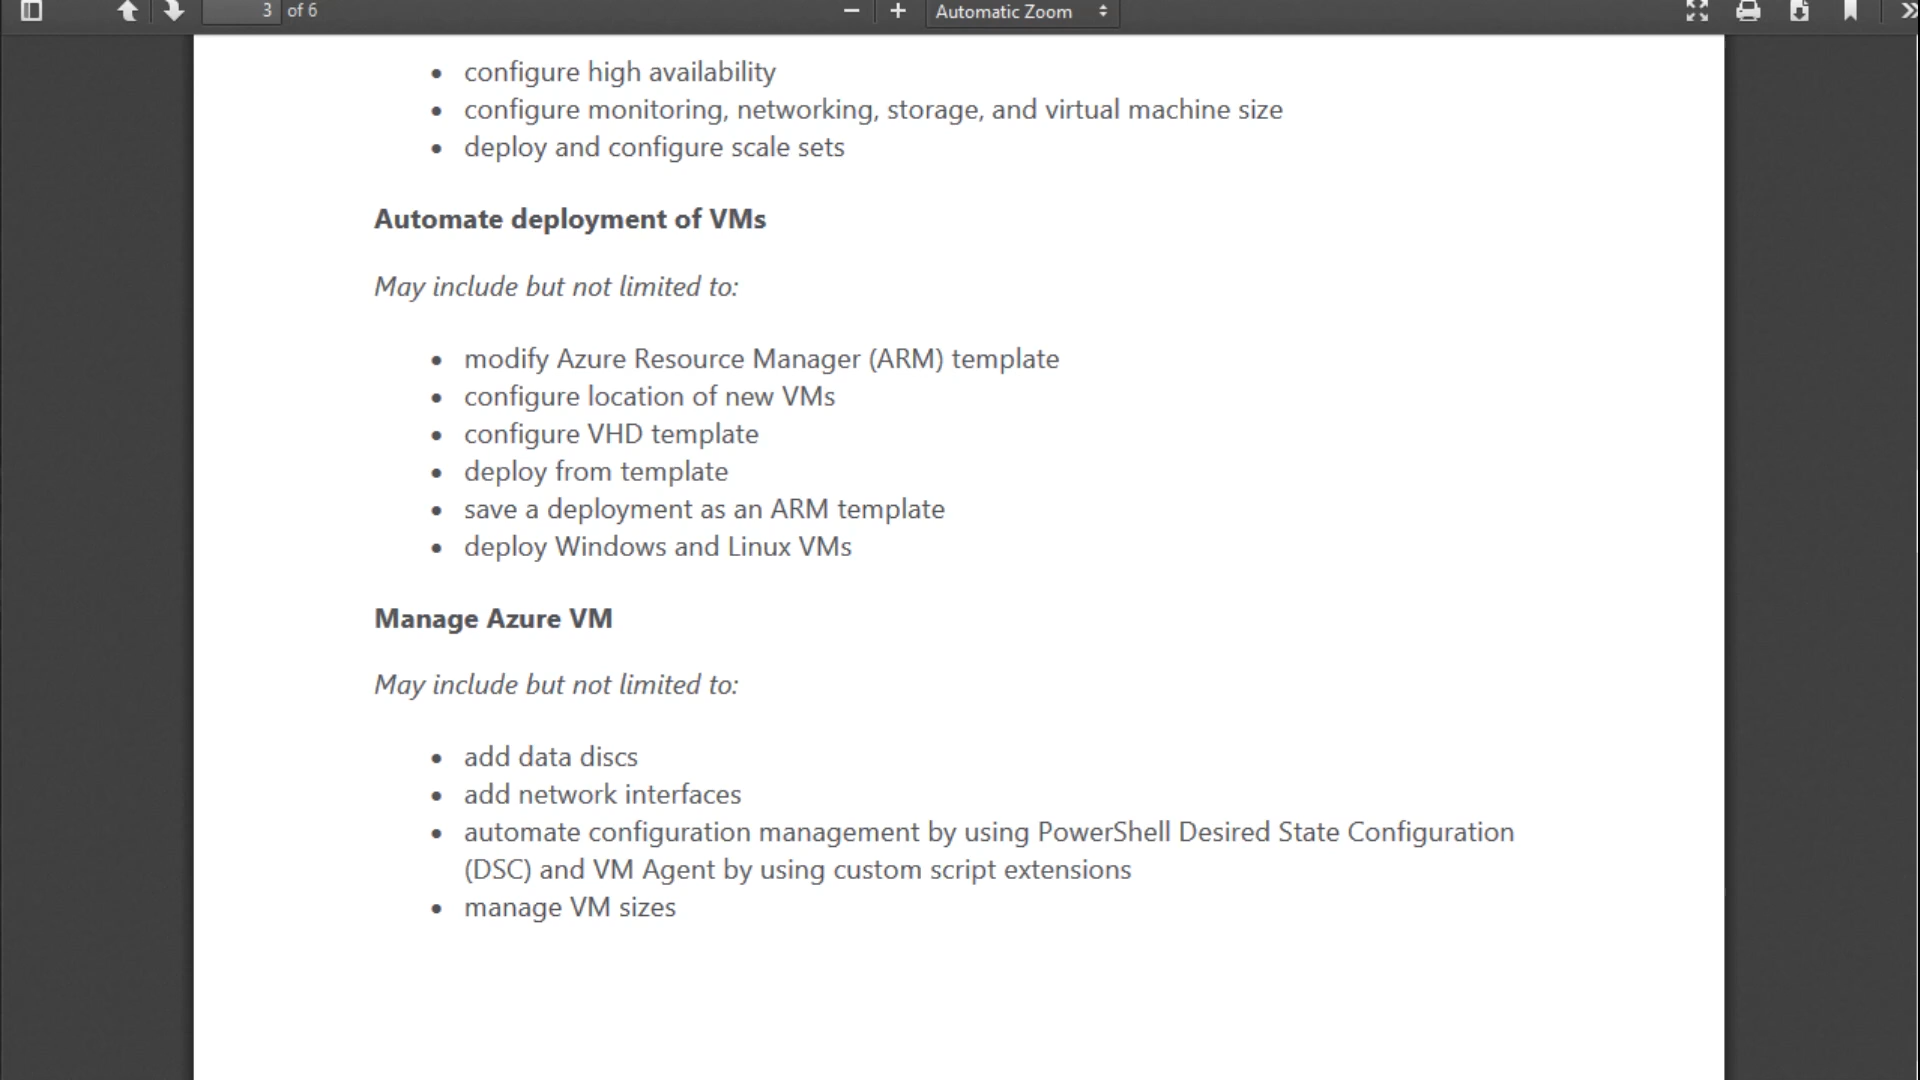 3 of 6
Automatic Zoom
• configure high availability
• configure monitoring, networking, storage, and virtual machine size
• deploy and configure scale sets
Automate deployment of VMs
May include but not limited to:
• modify Azure Resource Manager (ARM) template
• configure location of new VMs
• configure VHD template
• deploy from template
• save a deployment as an ARM template
• deploy Windows and Linux VMs
Manage Azure VM
May include but not limited to:
• add data discs
• add network interfaces
• automate configuration management by using PowerShell Desired State Configuration
(DSC) and VM Agent by using custom script extensions
• manage VM sizes